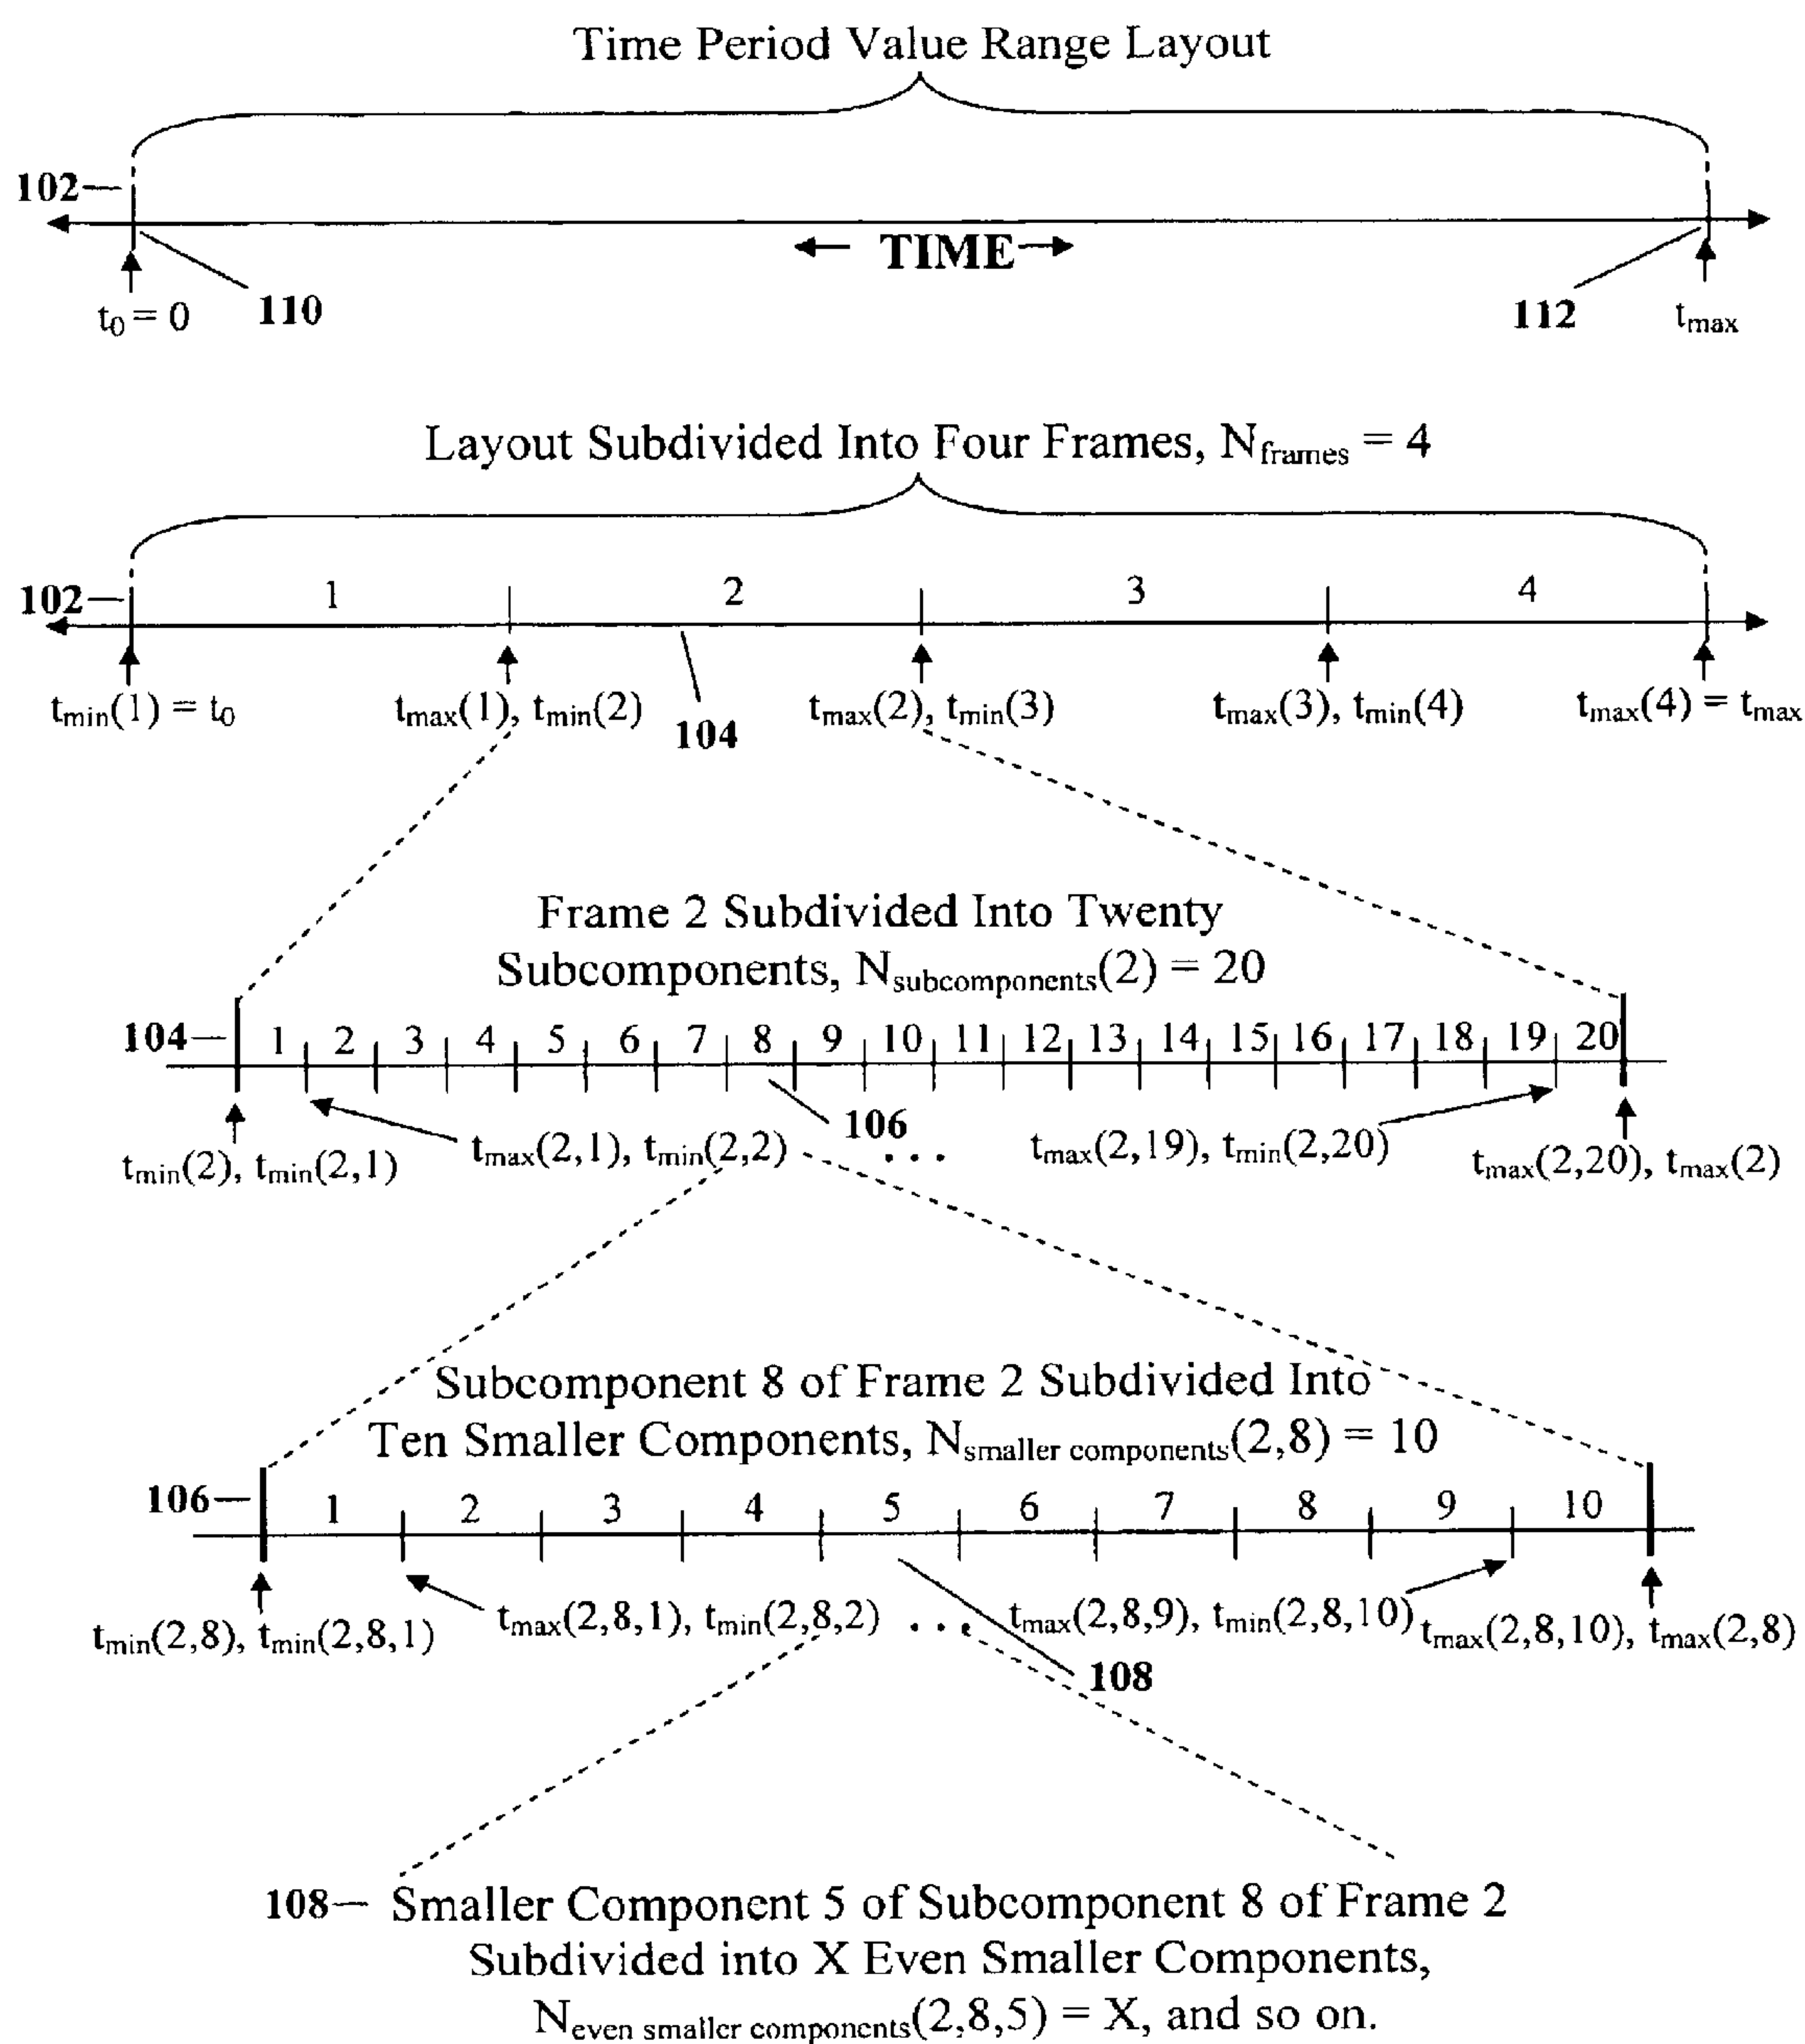 Time Period Value Range Layout
102
TIME
t0 = 0
110
112
tmax
Layout Subdivided Into Four Frames, Nframes = 4
102
1 2 3 4
tmin(1) = t0
tmax(1), tmin(2)
104
tmax(2), tmin(3)
tmax(3), tmin(4)
tmax(4) = tmax
Frame 2 Subdivided Into Twenty
Subcomponents, Nsubcomponents(2) = 20
104
1 2 3 4 5 6 7 8 9 10 11 12 13 14 15 16 17 18 19 20
106
tmin(2), tmin(2,1)
tmax(2,1), tmin(2,2)
...
tmax(2,19), tmin(2,20)
tmax(2,20), tmax(2)
Subcomponent 8 of Frame 2 Subdivided Into
Ten Smaller Components, Nsmaller components(2,8) = 10
106
1 2 3 4 5 6 7 8 9 10
tmin(2,8), tmin(2,8,1)
tmax(2,8,1), tmin(2,8,2)
...
tmax(2,8,9), tmin(2,8,10)
tmax(2,8,10), tmax(2,8)
108
108 Smaller Component 5 of Subcomponent 8 of Frame 2
Subdivided into X Even Smaller Components,
Neven smaller components(2,8,5) = X, and so on.